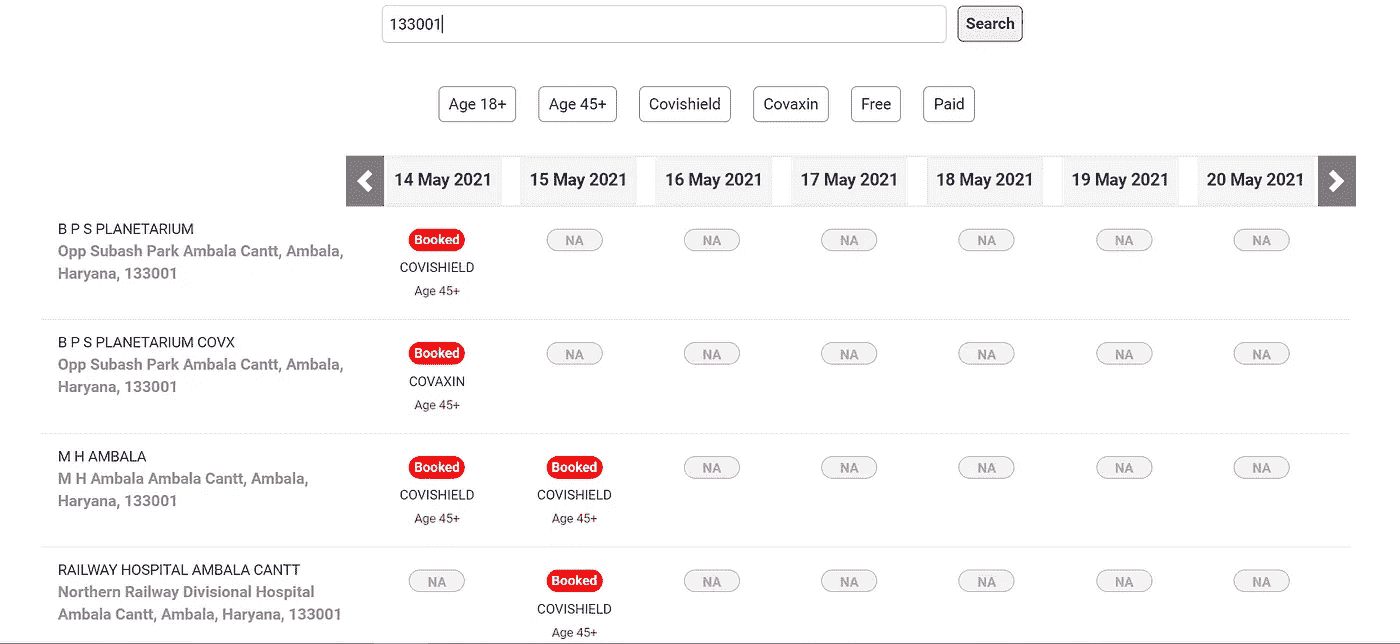 133001
Search
Age 18+ Age 45+ Covishield Covaxin Free Paid
14 May 2021 15 May 2021 16 May 2021 17 May 2021 18 May 2021 19 May 2021 20 May 2021
B P S PLANETARIUM
Opp Subash Park Ambala Cantt, Ambala,
Haryana, 133001
Booked NA NA NA NA NA NA
COVISHIELD
Age 45+
B P S PLANETARIUM COVX
Opp Subash Park Ambala Cantt, Ambala,
Haryana, 133001
Booked NA NA NA NA NA NA
COVAXIN
Age 45+
M H AMBALA
M H Ambala Ambala Cantt, Ambala,
Haryana, 133001
Booked Booked NA NA NA NA NA
COVISHIELD COVISHIELD
Age 45+ Age 45+
RAILWAY HOSPITAL AMBALA CANTT
Northern Railway Divisional Hospital
Ambala Cantt, Ambala, Haryana, 133001
NA Booked NA NA NA NA NA
COVISHIELD
Age 45+